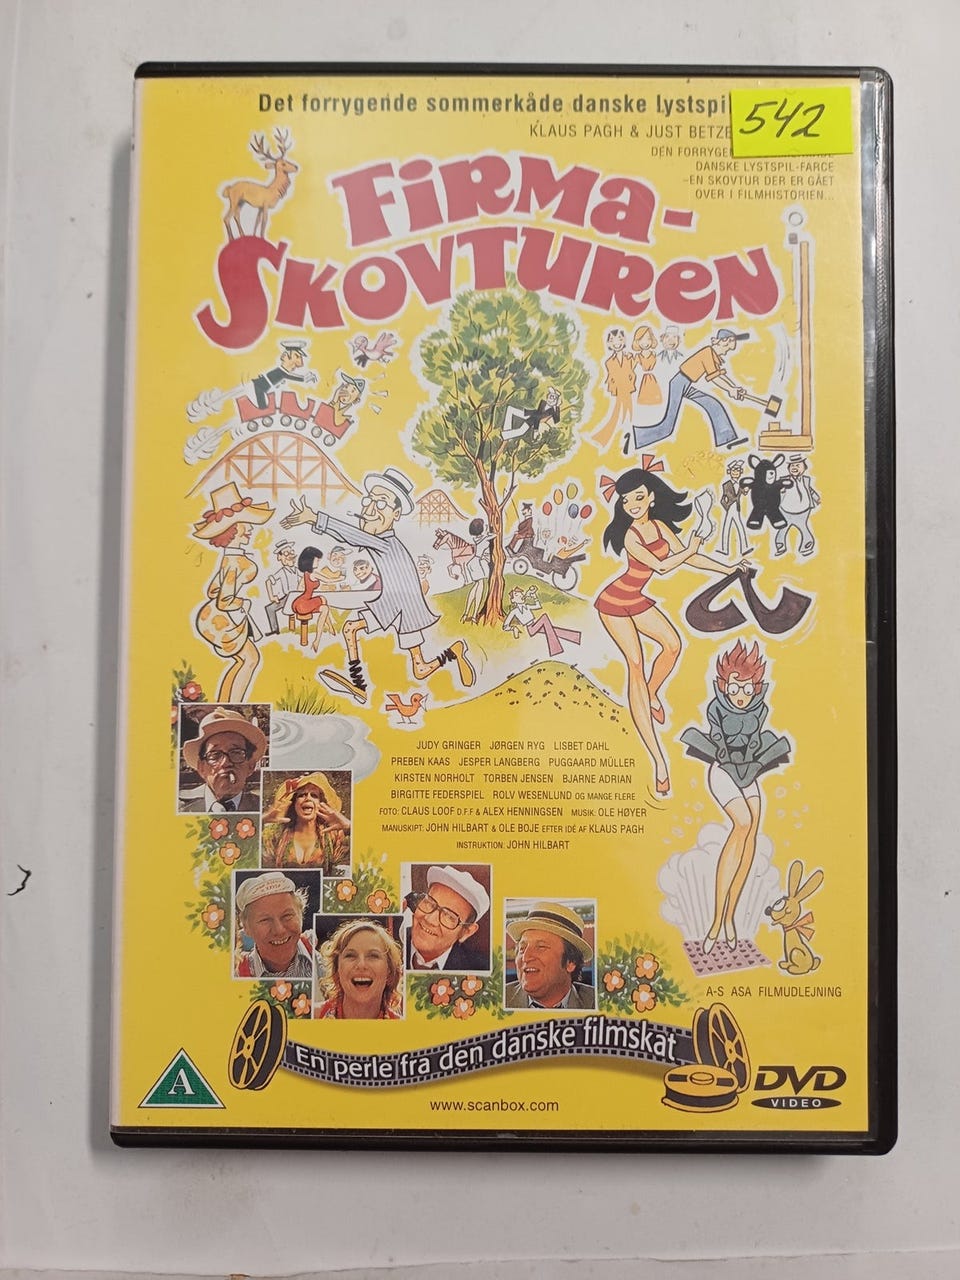 Det forrygende sommerkåde danske lystspil
542
KLAUS PAGH & JUST
DEN
DANSKE LYSTSPIL-FARCE
–EN SKOVTUR DER ER GÅET
OVER I FILMHISTORIEN...
FiRMa-
SKOVTUReN
JUDY GRINGER JØRGEN RYG LISBET DAHL
PREBEN KAAS JESPER LANGBERG PUGGAARD MÜLLER
KIRSTEN NORHOLT TORBEN JENSEN BJARNE ADRIAN
BIRGITTE FEDERSPIEL ROLV WESENLUND OG MANGE FLERE
FOTO: CLAUS LOOF D.F.F & ALEX HENNINGSEN MUSIK: OLE HØYER
MANUSKIPT: JOHN HILBART & OLE BOJE EFTER IDÉ AF KLAUS PAGH
INSTRUKTION: JOHN HILBART
A-S ASA FILMUDLEJNING
En perle fra den danske filmskat
A
DVD
VIDEO
www.scanbox.com